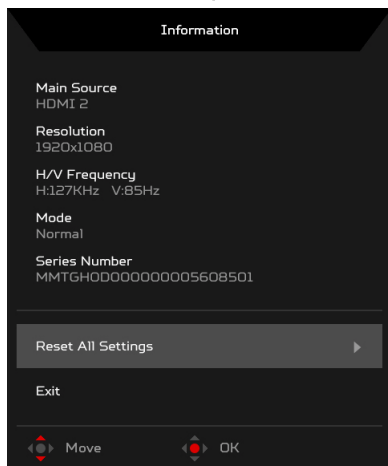 Information
Main Source
HDMI 2
Resolution
1920x1080
H/V Frequency
H:127KHz V:85Hz
Mode
Normal
Series Number
MMTGH0D000000005608501
Reset All Settings
Exit
Move OK